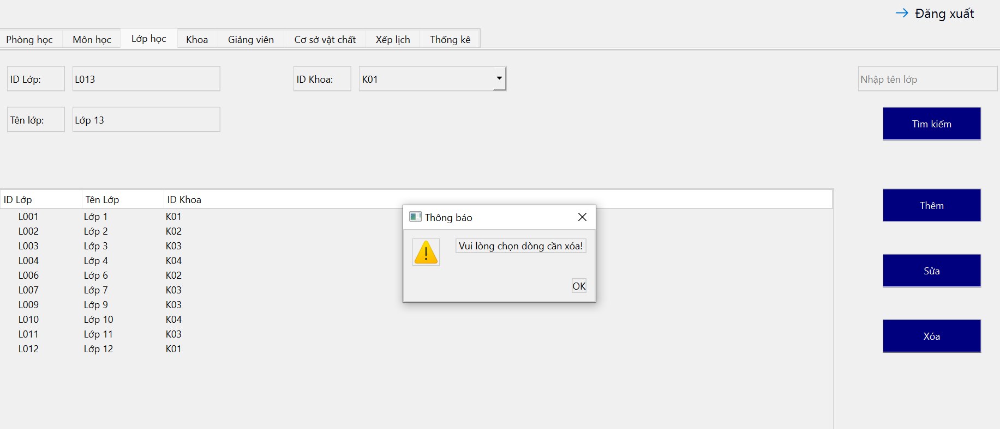 Đăng xuất
Phòng học Môn học Lớp học Khoa Giảng viên Cơ sở vật chất Xếp lịch Thống kê
ID Lớp: L013 ID Khoa: K01 Nhập tên lớp
Tên lớp: Lớp 13
Tìm kiếm
ID Lớp Tên Lớp ID Khoa
Thêm
L001 Lớp 1 K01
L002 Lớp 2 K02
L003 Lớp 3 K03
L004 Lớp 4 K04
L006 Lớp 6 K02
L007 Lớp 7 K03
L009 Lớp 9 K03
L010 Lớp 10 K04
L011 Lớp 11 K03
L012 Lớp 12 K01
Thông báo
Vui lòng chọn dòng cần xóa!
OK
Sửa
Xóa